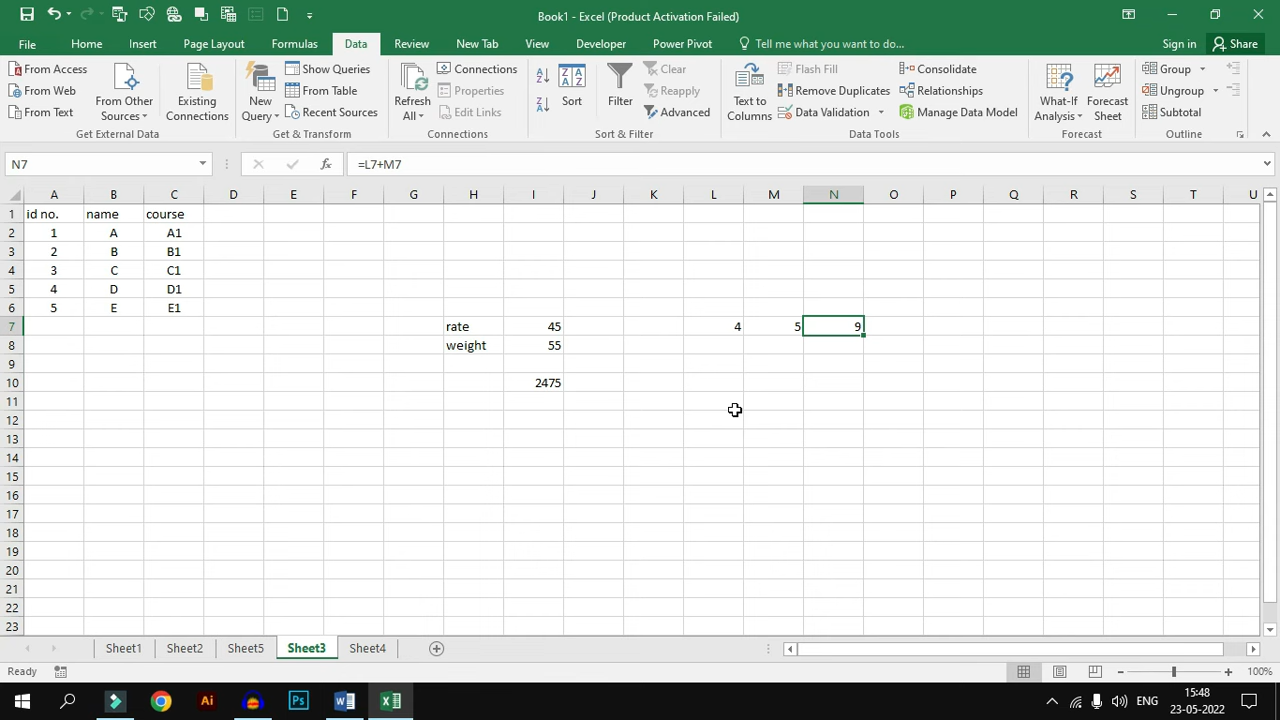 Book1 - Excel (Product Activation Failed)
File Home Insert Page Layout Formulas Data Review New Tab View Developer Power Pivot Tell me what you want to do... Sign in Share
From Access
From Web
From Text
From Other Sources
Existing Connections
Get External Data
New Query
Show Queries
From Table
Recent Sources
Get & Transform
Refresh All
Connections
Properties
Edit Links
Connections
Sort
Filter
Clear
Reapply
Advanced
Sort & Filter
Text to Columns
Flash Fill
Remove Duplicates
Data Validation
Consolidate
Relationships
Manage Data Model
Data Tools
What-If Analysis
Forecast Sheet
Forecast
Group
Ungroup
Subtotal
Outline
N7 fx =L7+M7
A B C D E F G H I J K L M N O P Q R S T U
1 id no. name course
2 1 A A1
3 2 B B1
4 3 C C1
5 4 D D1
6 5 E E1
7 rate 45 4 5 9
8 weight 55
9
10 2475
11
12
13
14
15
16
17
18
19
20
21
22
23
Sheet1 Sheet2 Sheet5 Sheet3 Sheet4
Ready 100%
Ai Ps ENG 15:48
23-05-2022